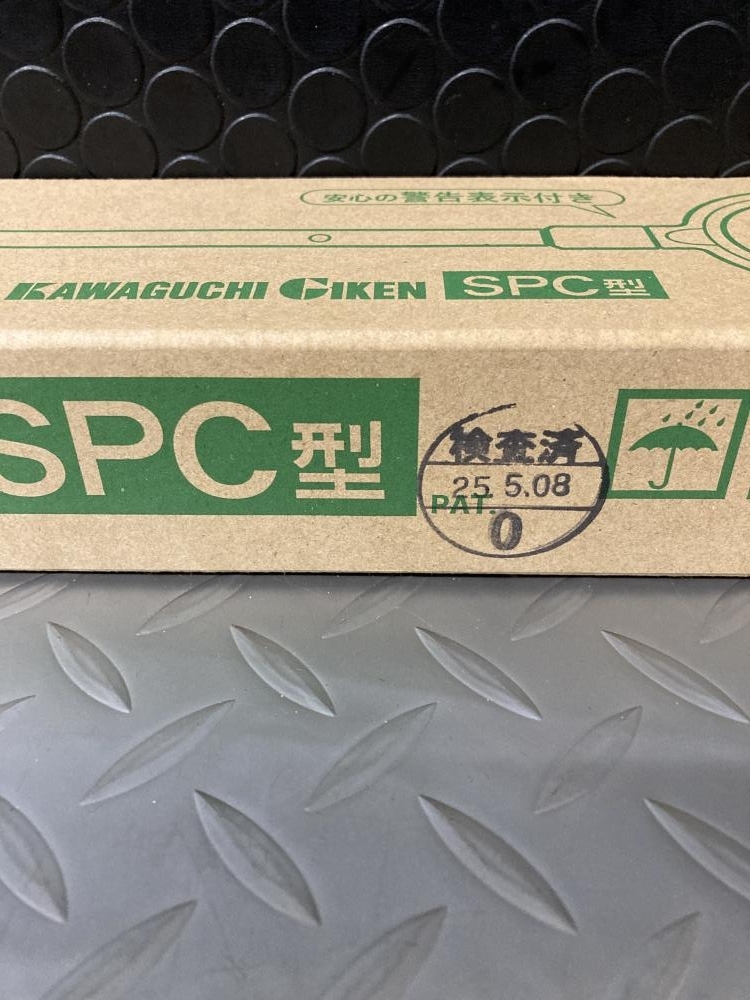 安心の警告表示付き
KAWAGUCHI GIKEN SPC型
SPC型
検査済
25 5.08
PAT.
0